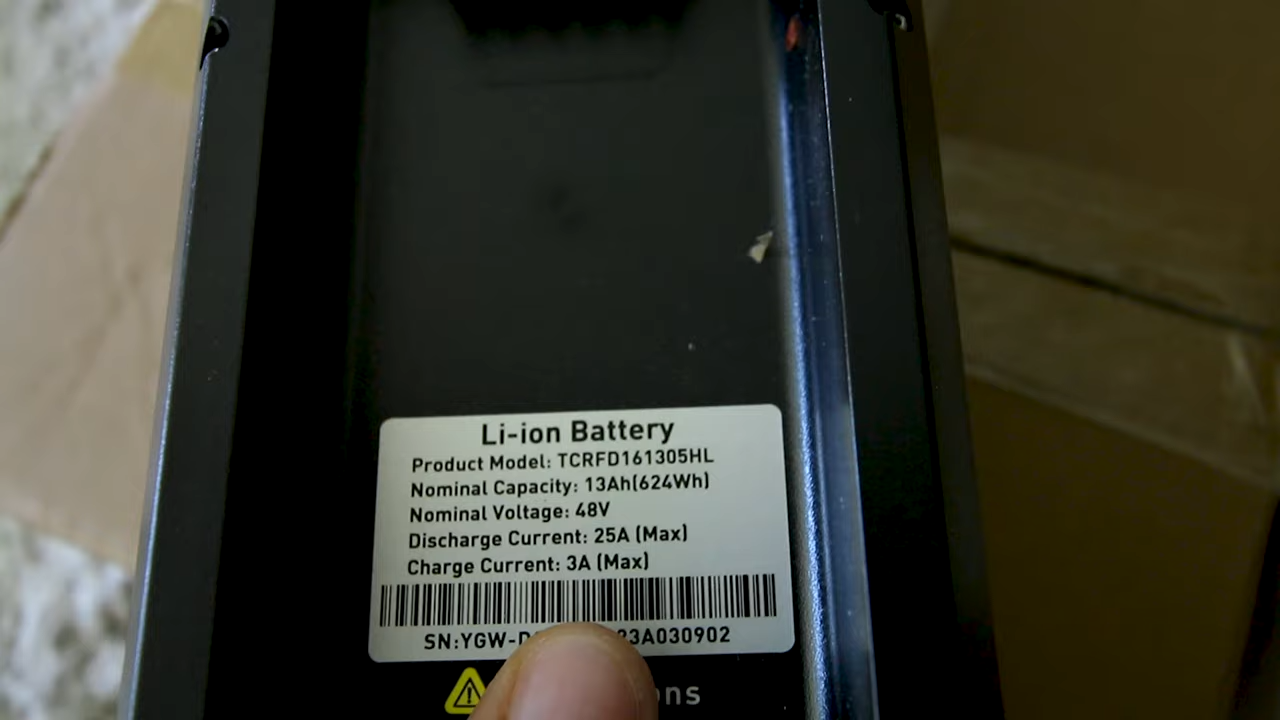 Li-ion Battery
Product Model: TCRFD161305HL
Nominal Capacity: 13Ah(624Wh)
Nominal Voltage: 48V
Discharge Current: 25A (Max)
Charge Current: 3A (Max)